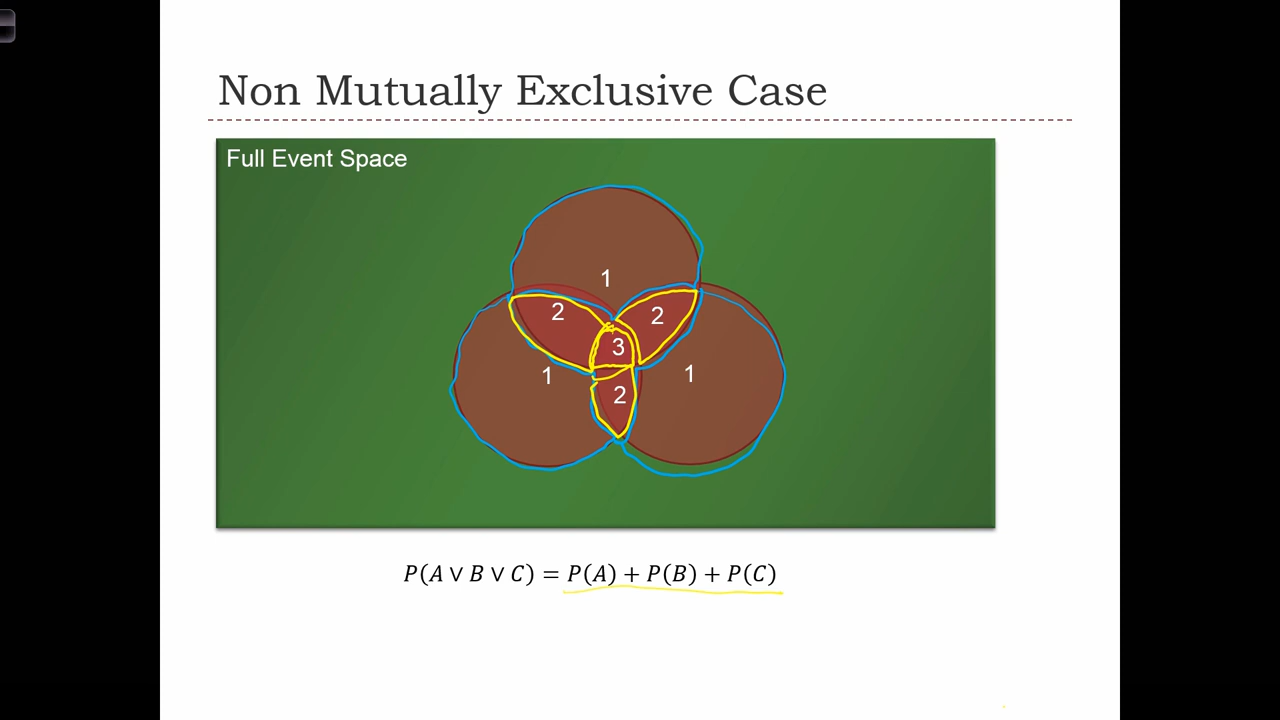 Non Mutually Exclusive Case
Full Event Space
1
2
2
3
1
1
2
P(A ∨ B ∨ C) = P(A) + P(B) + P(C)